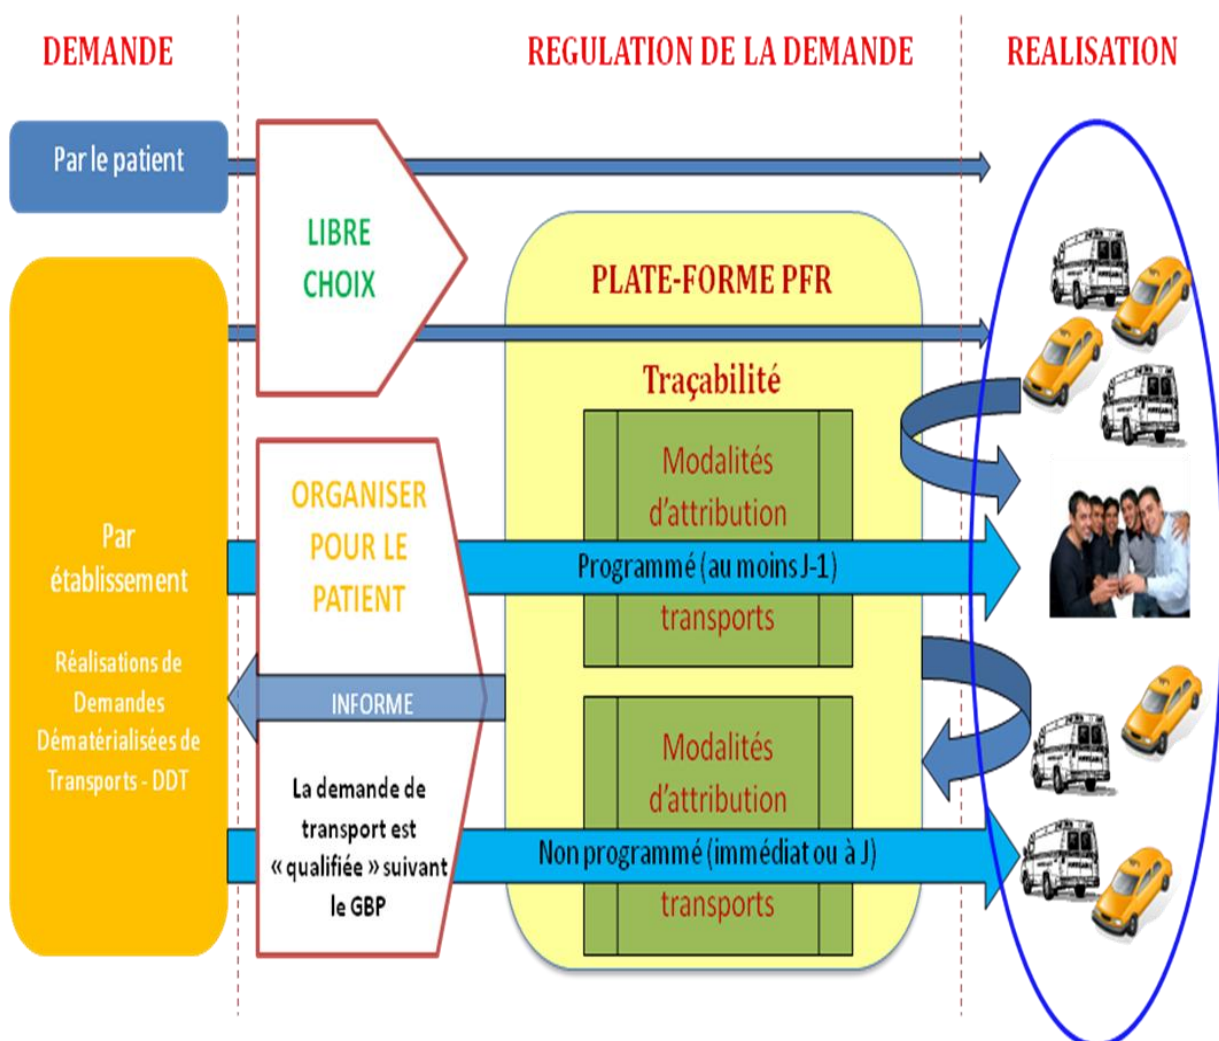 DEMANDE
REGULATION DE LA DEMANDE
REALISATION
Par le patient
LIBRE
CHOIX
PLATE-FORME PFR
Traçabilité
Modalités
d'attribution
Programmé (au moins J-1)
transports
ORGANISER
POUR LE
PATIENT
Par
établissement
Réalisations de
Demandes
Dématérialisées de
Transports - DDT
INFORME
La demande de
transport est
« qualifiée » suivant
le GBP
Modalités
d'attribution
Non programmé (immédiat ou à J)
transports